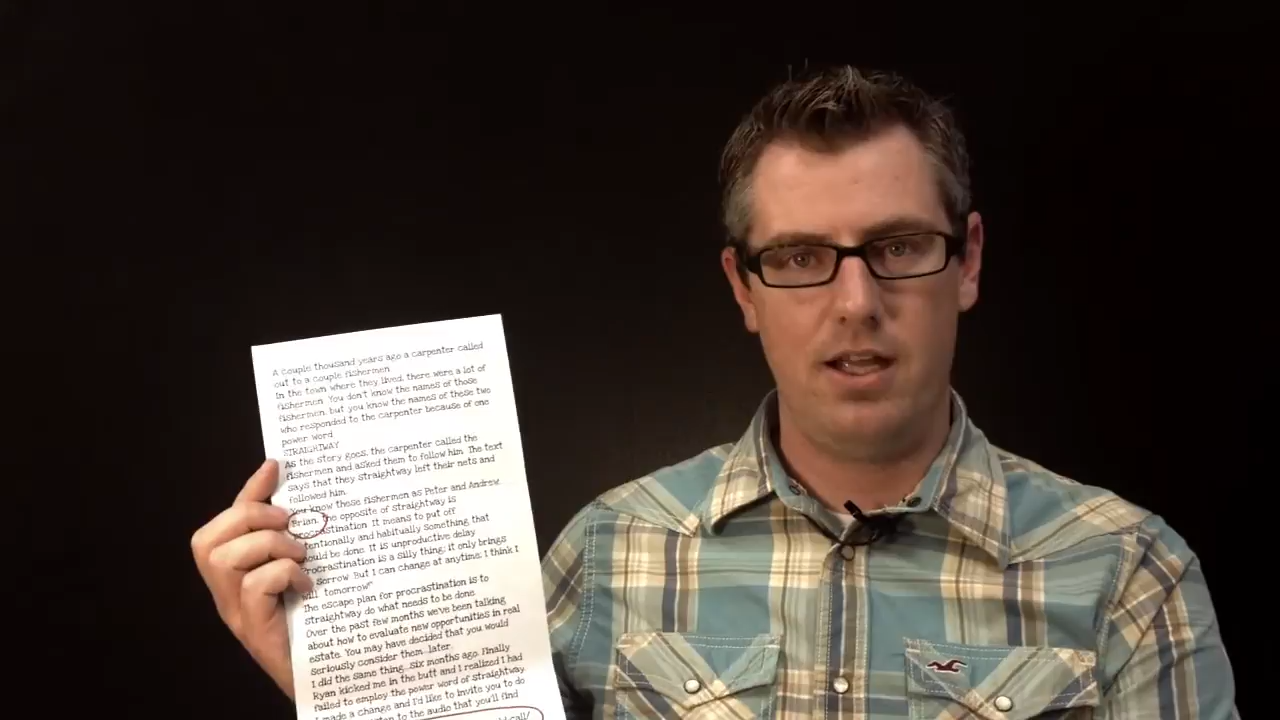 A couple thousand years ago a carpenter called
out to a couple fishermen
In the town where they lived, there were a lot of
fishermen. You don't know the names of those
fishermen, but you know the names of these two
who responded to the carpenter because of one
power word
STRAIGHTWAY
As the story goes, the carpenter called the
fishermen and asked them to follow him. The text
says that they straightway left their nets and
followed him.
You know these fishermen as Peter and Andrew.
Brian, the opposite of straightway is
procrastination. It means to put off
intentionally and habitually something that
should be done. It is unproductive delay
Procrastination is a silly thing; it only brings
sorrow. But I can change at anytime, I think I
will tomorrow"
The escape plan for procrastination is to
straightway do what needs to be done.
Over the past few months we've been talking
about how to evaluate new opportunities in real
estate. You may have decided that you would
seriously consider them...later.
I did the same thing...six months ago. Finally
Ryan kicked me in the butt and I realized I had
failed to employ the power word of straightway.
I made a change and I'd like to invite you to do
to the audio that you'll find
call/